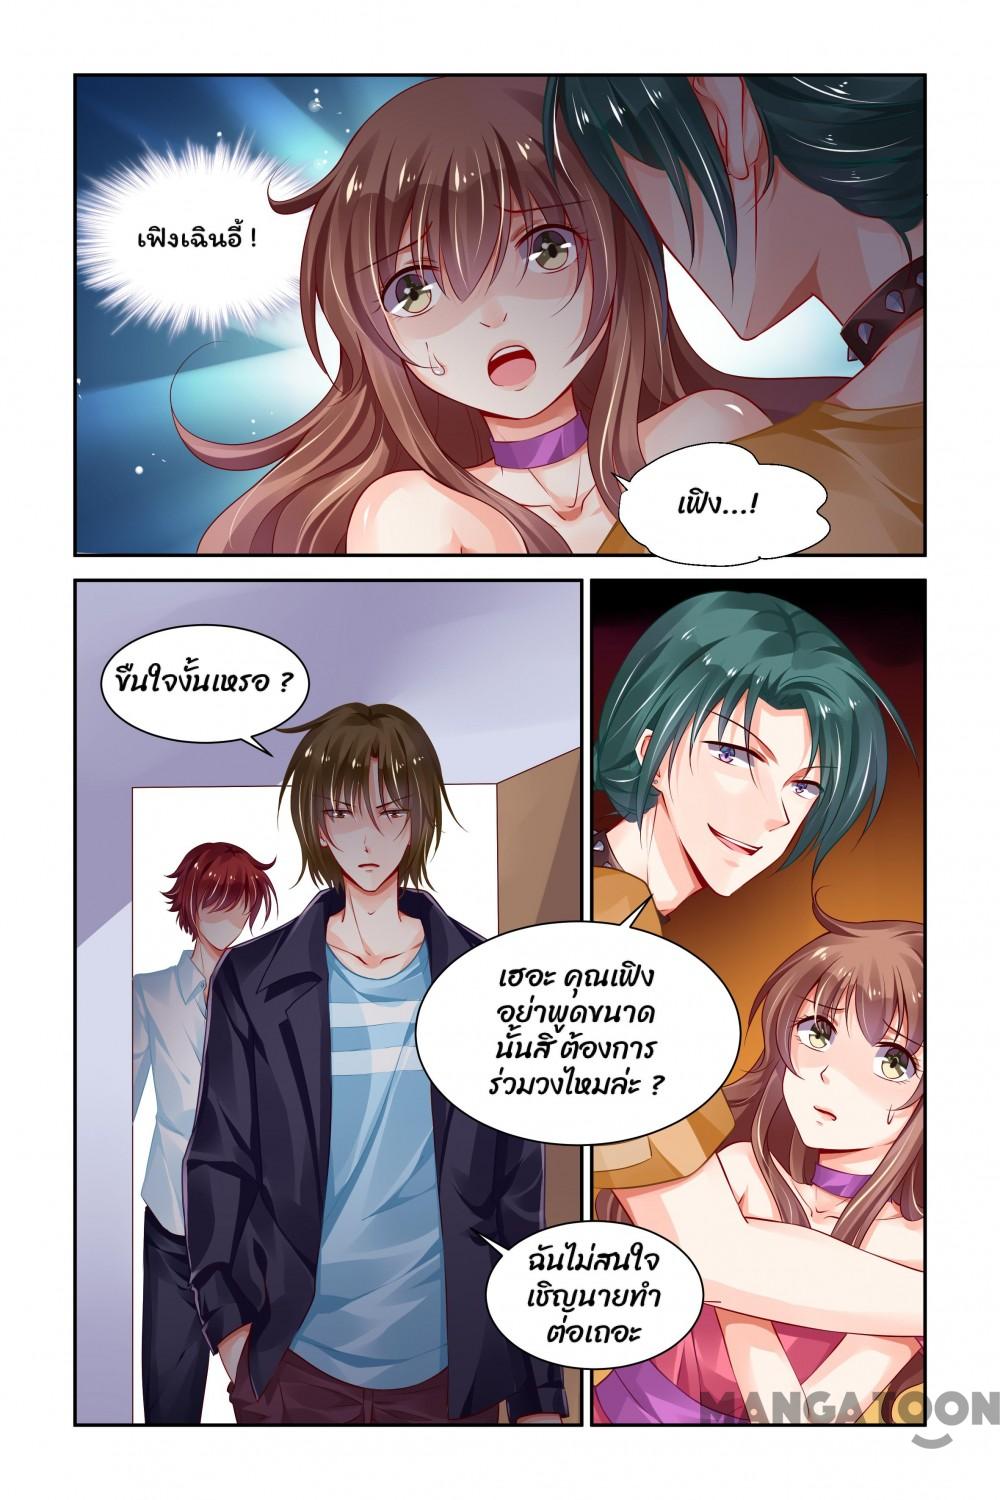 เฟิงเฉินอี้ !
เฟิง...!
ขืนใจงั้นเหรอ ?
เฮอะ คุณเฟิง
อย่าพูดขนาด
นั้นสิ ต้องการ
ร่วมวงไหมล่ะ ?
ฉันไม่สนใจ
เชิญนายทำ
ต่อเถอะ
MANGATOON